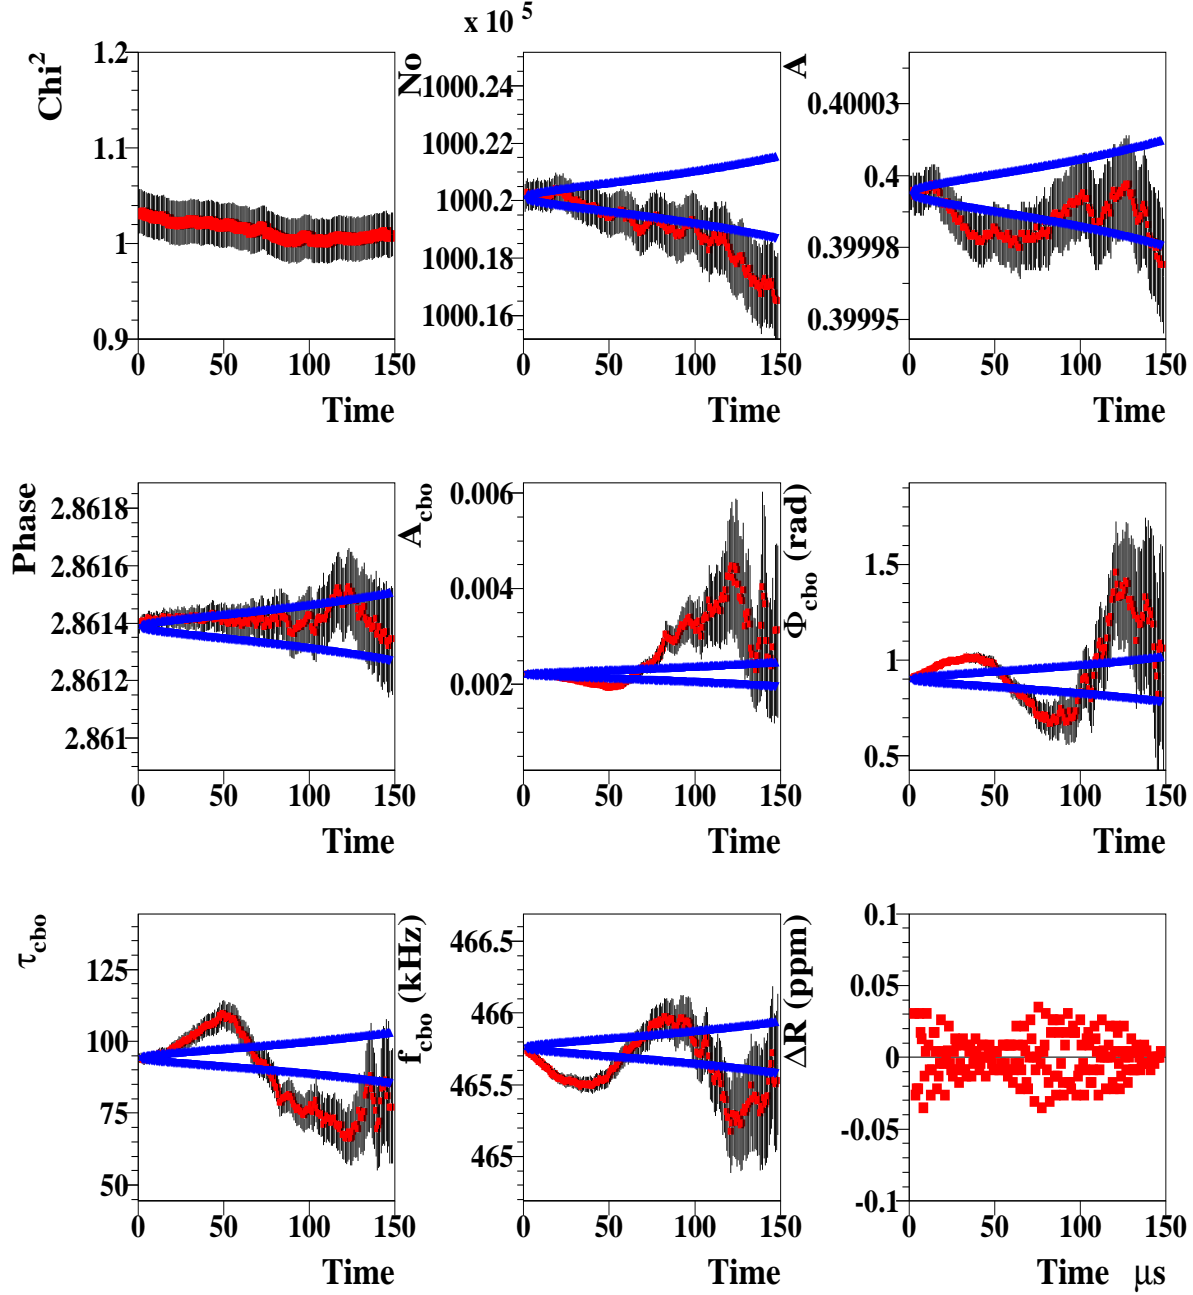 x 10 5
Chi2
1.2
1.1
1
0.9
0 50 100 150
Time
No
1000.24
1000.22
1000.2
1000.18
1000.16
0 50 100 150
Time
A
0.40003
0.4
0.39998
0.39995
0 50 100 150
Time
Phase
2.8618
2.8616
2.8614
2.8612
2.861
0 50 100 150
Time
Acbo
0.006
0.004
0.002
0 50 100 150
Time
Φcbo (rad)
1.5
1
0.5
0 50 100 150
Time
τcbo
125
100
75
50
0 50 100 150
Time
fcbo (kHz)
466.5
466
465.5
465
0 50 100 150
Time
ΔR (ppm)
0.1
0.05
0
-0.05
-0.1
0 50 100 150
Time μs